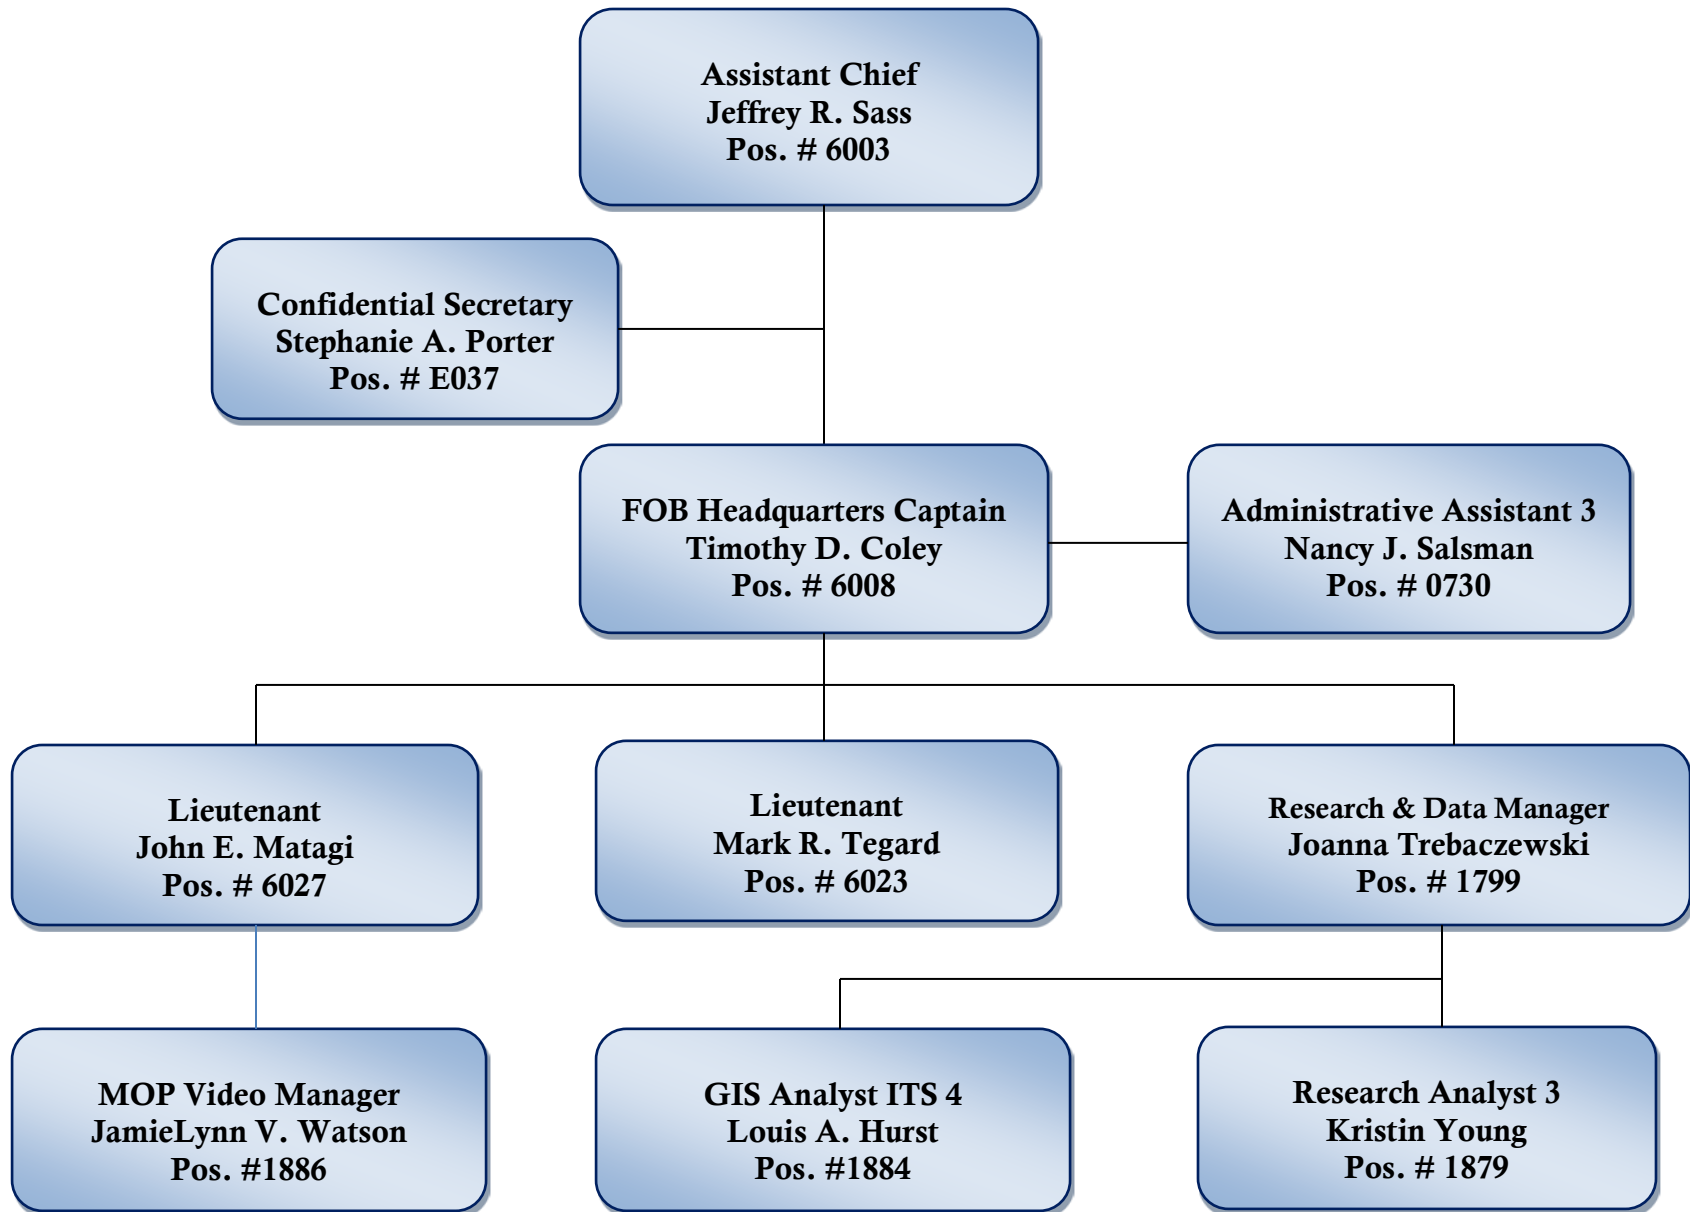 Assistant Chief
Jeffrey R. Sass
Pos. # 6003
Confidential Secretary
Stephanie A. Porter
Pos. # E037
FOB Headquarters Captain
Timothy D. Coley
Pos. # 6008
Administrative Assistant 3
Nancy J. Salsman
Pos. # 0730
Lieutenant
John E. Matagi
Pos. # 6027
Lieutenant
Mark R. Tegard
Pos. # 6023
Research & Data Manager
Joanna Trebaczewski
Pos. # 1799
MOP Video Manager
JamieLynn V. Watson
Pos. #1886
GIS Analyst ITS 4
Louis A. Hurst
Pos. #1884
Research Analyst 3
Kristin Young
Pos. # 1879